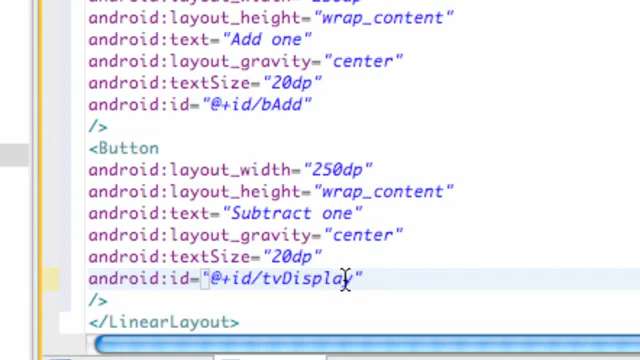 android:layout_height="wrap_content"
android:text="Add one"
android:layout_gravity="center"
android:textSize="20dp"
android:id="@+id/bAdd"
/>
<Button
android:layout_width="250dp"
android:layout_height="wrap_content"
android:text="Subtract one"
android:layout_gravity="center"
android:textSize="20dp"
android:id="@+id/tvDisplay"
/>
</LinearLayout>